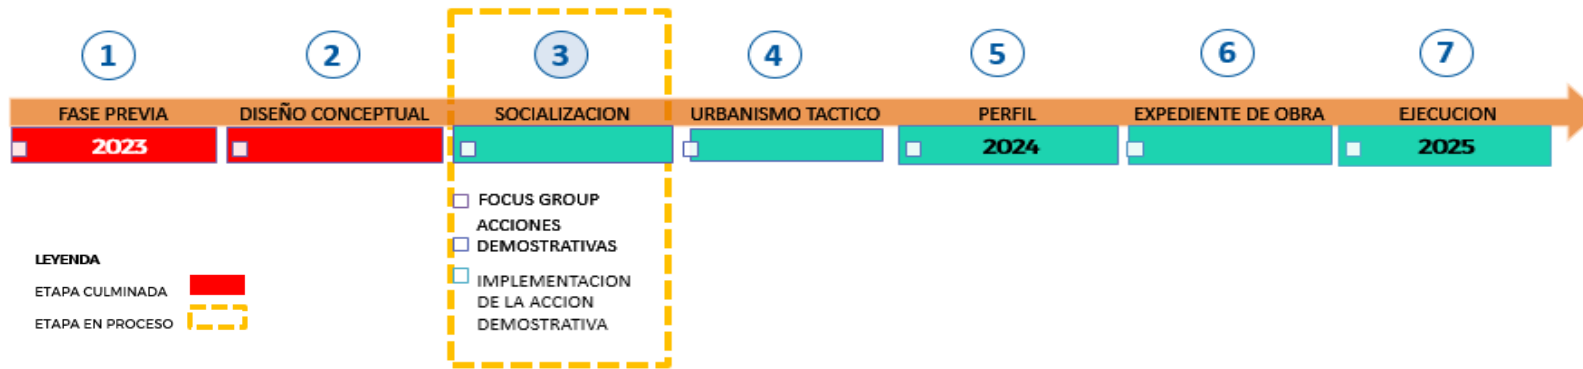 1 2 3 4 5 6 7
FASE PREVIA DISEÑO CONCEPTUAL SOCIALIZACION URBANISMO TACTICO PERFIL EXPEDIENTE DE OBRA EJECUCION
2023 2024 2025
FOCUS GROUP
ACCIONES
DEMOSTRATIVAS
IMPLEMENTACION
DE LA ACCION
DEMOSTRATIVA
LEYENDA
ETAPA CULMINADA
ETAPA EN PROCESO